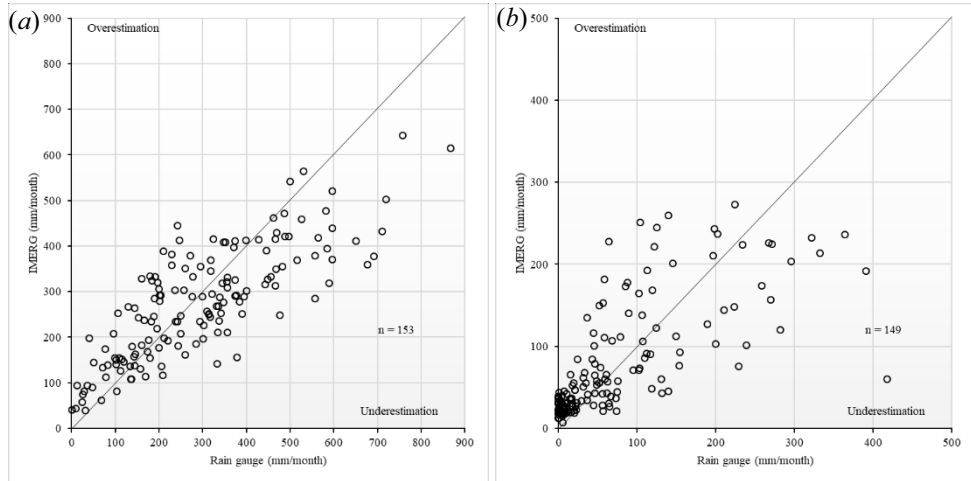 (a)
900
Overestimation
800
700
600
500
400
300
200
100
0
IMERG (mm/month)
n = 153
Underestimation
0 100 200 300 400 500 600 700 800 900
Rain gauge (mm/month)
(b)
500
Overestimation
400
300
200
100
0
IMERG (mm/month)
n = 149
Underestimation
0 100 200 300 400 500
Rain gauge (mm/month)